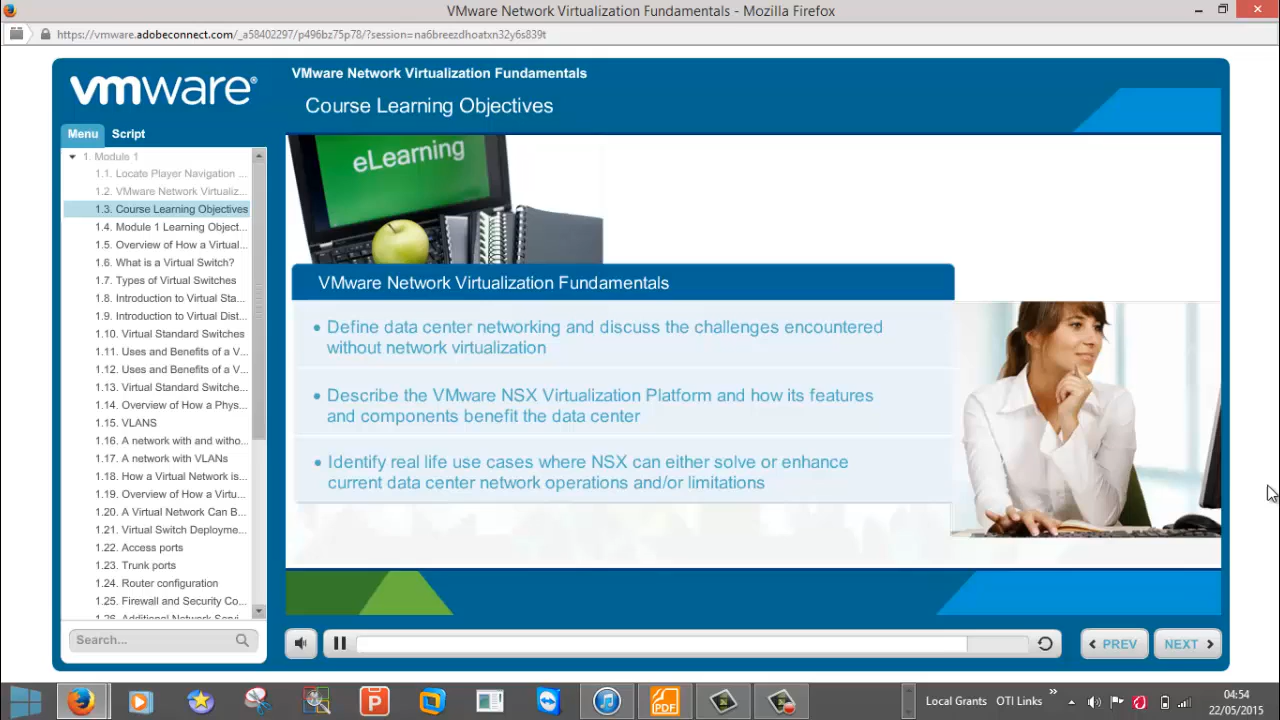 VMware Network Virtualization Fundamentals - Mozilla Firefox
https://vmware.adobeconnect.com/_a58402297/p496bz75p78/?session=na6breezdhoatxn32y6s839t
vmware®
VMware Network Virtualization Fundamentals
Course Learning Objectives
Menu
Script
1. Module 1
1.1. Locate Player Navigation ...
1.2. VMware Network Virtualiz...
1.3. Course Learning Objectives
1.4. Module 1 Learning Object...
1.5. Overview of How a Virtual...
1.6. What is a Virtual Switch?
1.7. Types of Virtual Switches
1.8. Introduction to Virtual Sta...
1.9. Introduction to Virtual Dist...
1.10. Virtual Standard Switches
1.11. Uses and Benefits of a V...
1.12. Uses and Benefits of a V...
1.13. Virtual Standard Switche...
1.14. Overview of How a Phys...
1.15. VLANS
1.16. A network with and witho...
1.17. A network with VLANs
1.18. How a Virtual Network is...
1.19. Overview of How a Virtu...
1.20. A Virtual Network Can B...
1.21. Virtual Switch Deployme...
1.22. Access ports
1.23. Trunk ports
1.24. Router configuration
1.25. Firewall and Security Co...
1.26. Additional Network Servi...
Search...
eLearning
VMware Network Virtualization Fundamentals
• Define data center networking and discuss the challenges encountered
without network virtualization
• Describe the VMware NSX Virtualization Platform and how its features
and components benefit the data center
• Identify real life use cases where NSX can either solve or enhance
current data center network operations and/or limitations
PREV
NEXT
Local Grants
OTI Links
04:54
22/05/2015
PDF